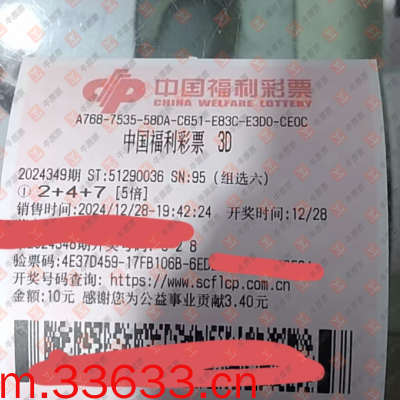 中国福利彩票
CHINA WELFARE LOTTERY
A768-7535-58DA-C651-E83C-E3D0-CE0C
中国福利彩票 3D
2024349期 ST:51290036 SN:95 (组选六)
① 2+4+7 [5倍]
销售时间:2024/12/28-19:42:24 开奖时间:12/28
验票码:4E37D459-17FB106B-6ED
开奖号码查询: https://www.scflcp.com.cn
金额:10元 感谢您为公益事业贡献3.40元
m.33633.cn